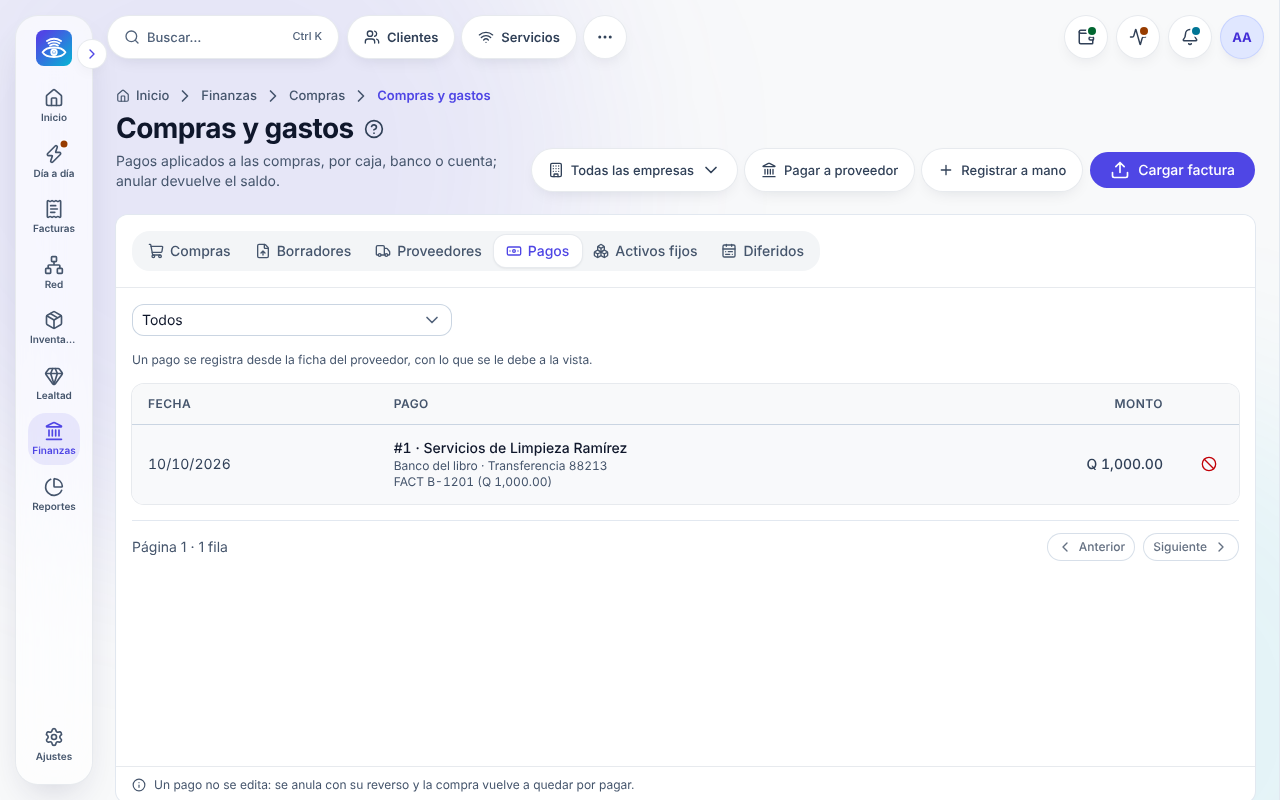 Buscar...
Ctrl K
Clientes
Servicios
AA
Inicio
Día a día
Facturas
Red
Inventa...
Lealtad
Finanzas
Reportes
Ajustes
Inicio
Finanzas
Compras
Compras y gastos
Compras y gastos
Pagos aplicados a las compras, por caja, banco o cuenta;
anular devuelve el saldo.
Todas las empresas
Pagar a proveedor
Registrar a mano
Cargar factura
Compras
Borradores
Proveedores
Pagos
Activos fijos
Diferidos
Todos
Un pago se registra desde la ficha del proveedor, con lo que se le debe a la vista.
FECHA
PAGO
MONTO
10/10/2026
#1 · Servicios de Limpieza Ramírez
Banco del libro · Transferencia 88213
FACT B-1201 (Q 1,000.00)
Q 1,000.00
Página 1 · 1 fila
Anterior
Siguiente
Un pago no se edita: se anula con su reverso y la compra vuelve a quedar por pagar.